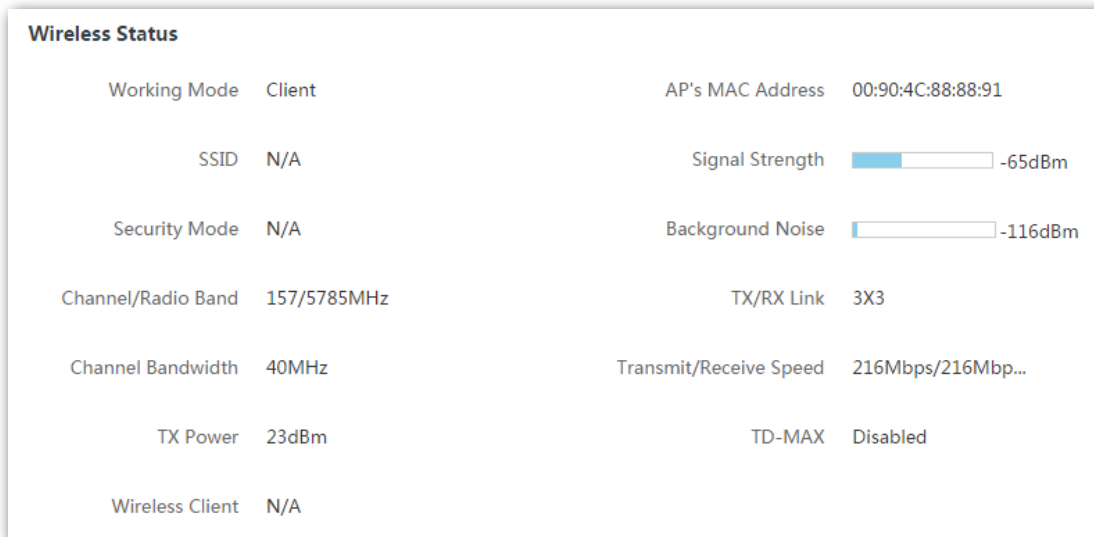 Wireless Status
Working Mode Client AP's MAC Address 00:90:4C:88:88:91
SSID N/A Signal Strength -65dBm
Security Mode N/A Background Noise -116dBm
Channel/Radio Band 157/5785MHz TX/RX Link 3X3
Channel Bandwidth 40MHz Transmit/Receive Speed 216Mbps/216Mbp...
TX Power 23dBm TD-MAX Disabled
Wireless Client N/A